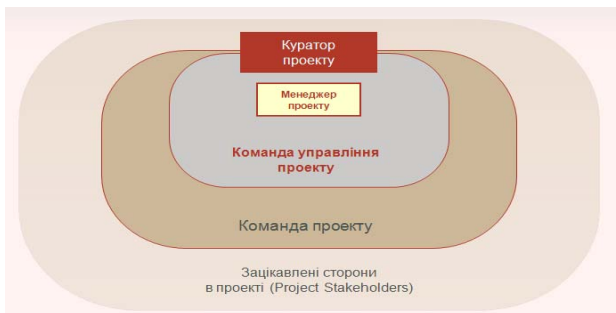 Куратор
проекту
Менеджер
проекту
Команда управління
проекту
Команда проекту
Зацікавлені сторони
в проекті (Project Stakeholders)